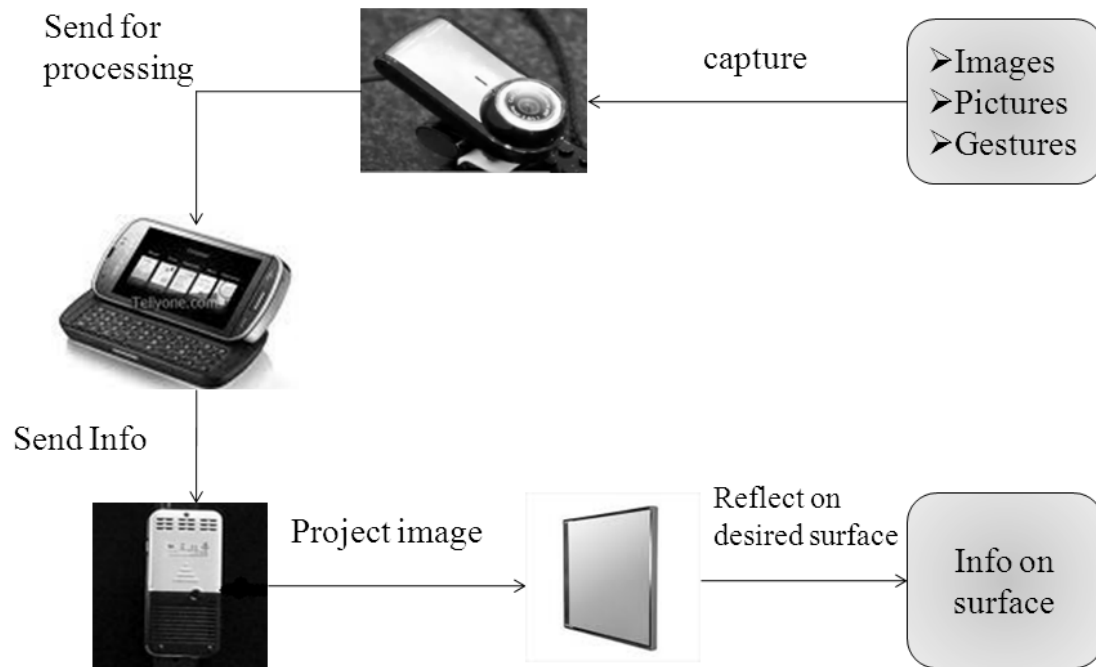 Send for
processing
capture
➢Images
➢Pictures
➢Gestures
Tellyone.com
Send Info
Project image
Reflect on
desired surface
Info on
surface